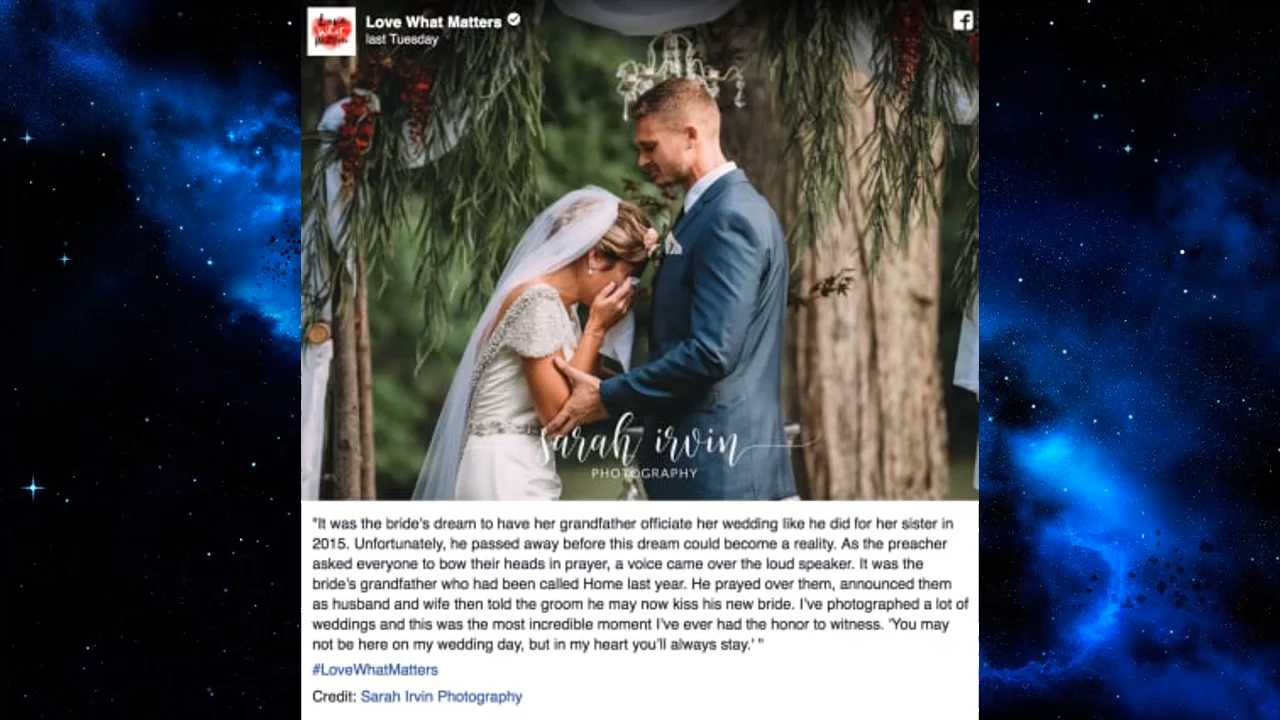 Love What Matters
Love What Matters
last Tuesday
sarah irvin
PHOTOGRAPHY
"It was the bride's dream to have her grandfather officiate her wedding like he did for her sister in
2015. Unfortunately, he passed away before this dream could become a reality. As the preacher
asked everyone to bow their heads in prayer, a voice came over the loud speaker. It was the
bride's grandfather who had been called Home last year. He prayed over them, announced them
as husband and wife then told the groom he may now kiss his new bride. I've photographed a lot of
weddings and this was the most incredible moment I've ever had the honor to witness. 'You may
not be here on my wedding day, but in my heart you'll always stay.' "
#LoveWhatMatters
Credit: Sarah Irvin Photography